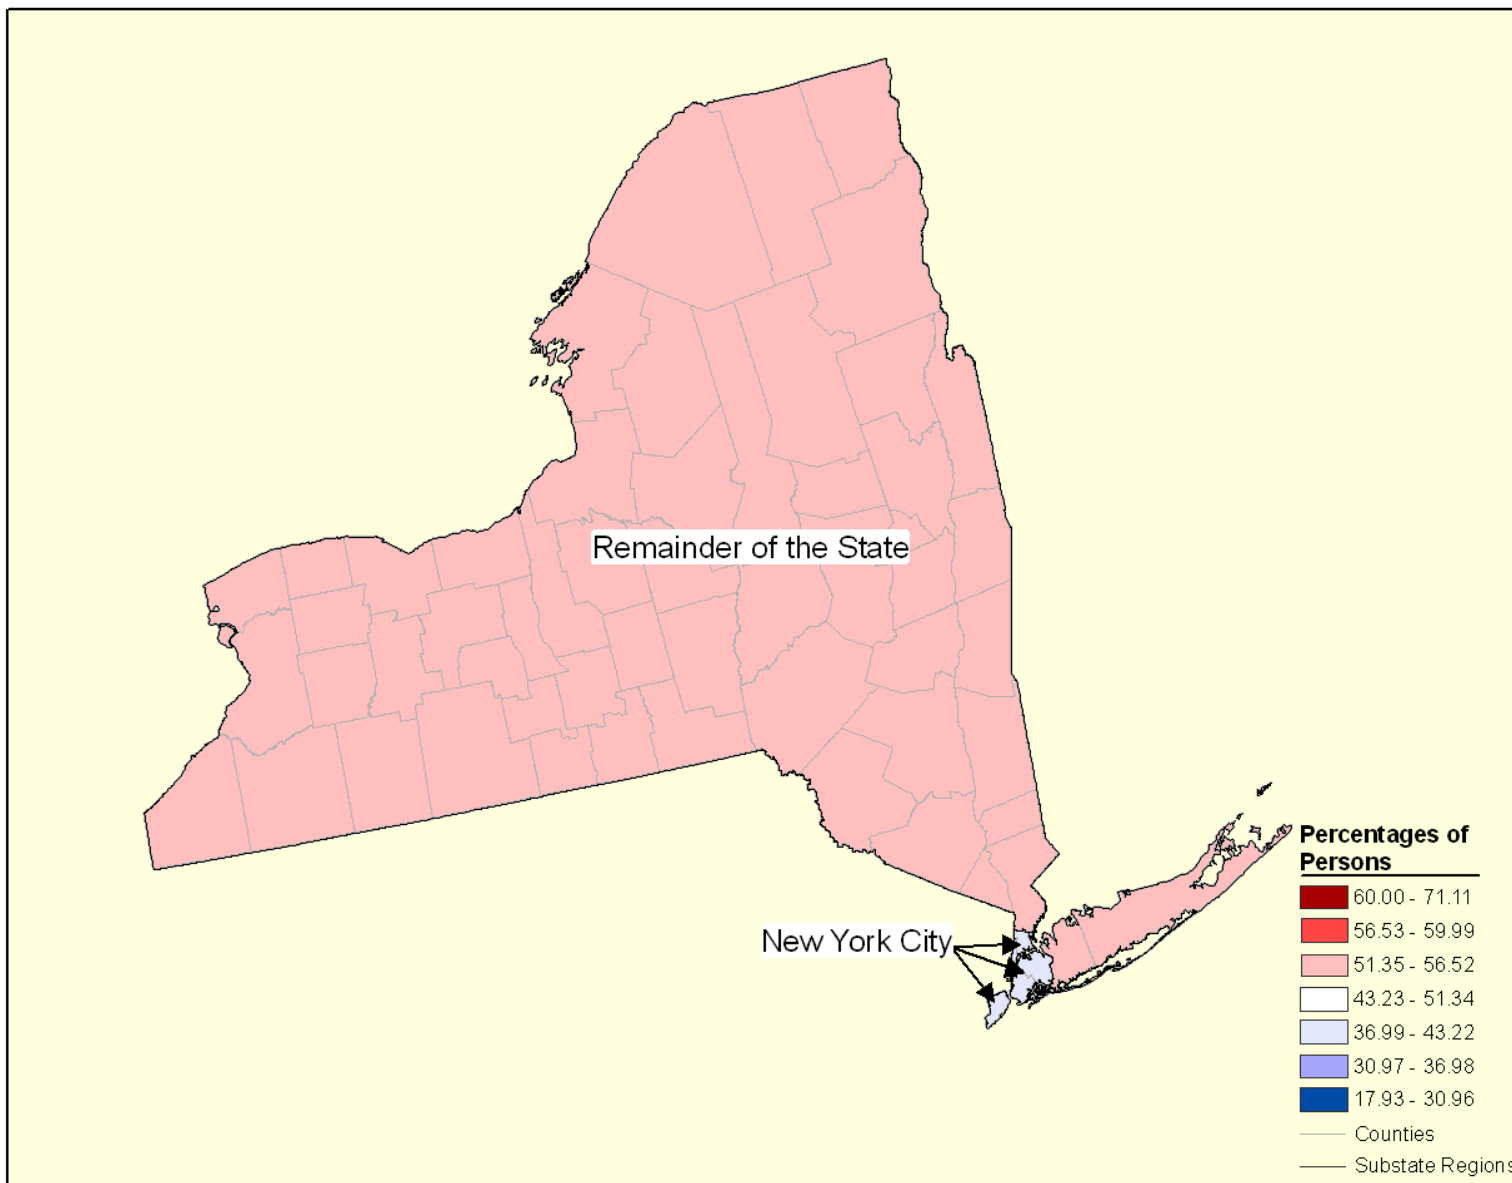 Remainder of the State
New York City
Percentages of
Persons
60.00 - 71.11
56.53 - 59.99
51.35 - 56.52
43.23 - 51.34
36.99 - 43.22
30.97 - 36.98
17.93 - 30.96
Counties
Substate Regions